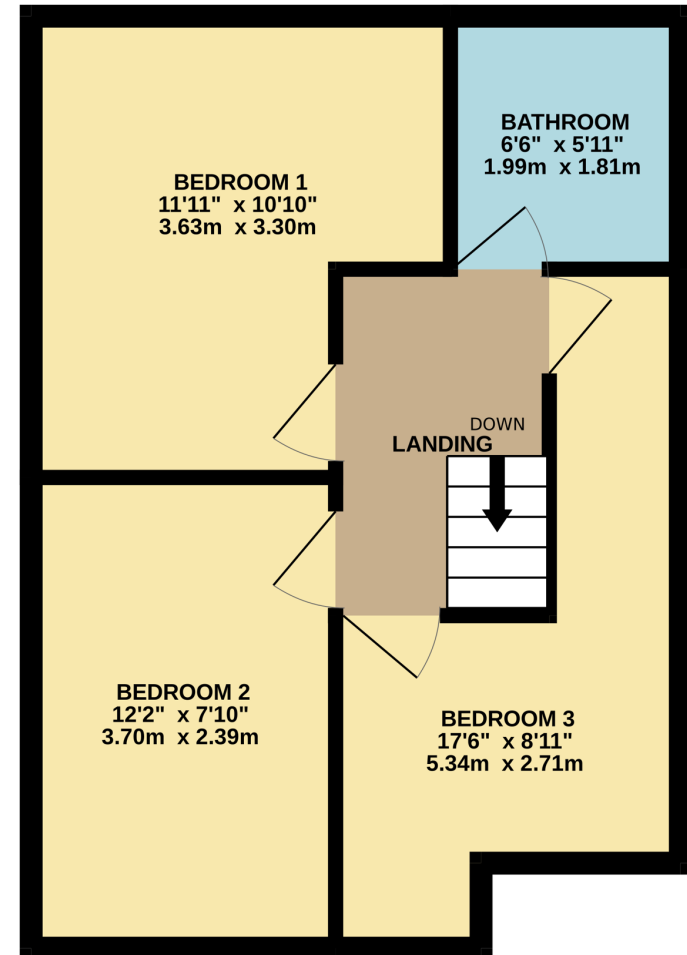 BATHROOM
6'6" x 5'11"
1.99m x 1.81m
BEDROOM 1
11'11" x 10'10"
3.63m x 3.30m
DOWN
LANDING
BEDROOM 2
12'2" x 7'10"
3.70m x 2.39m
BEDROOM 3
17'6" x 8'11"
5.34m x 2.71m